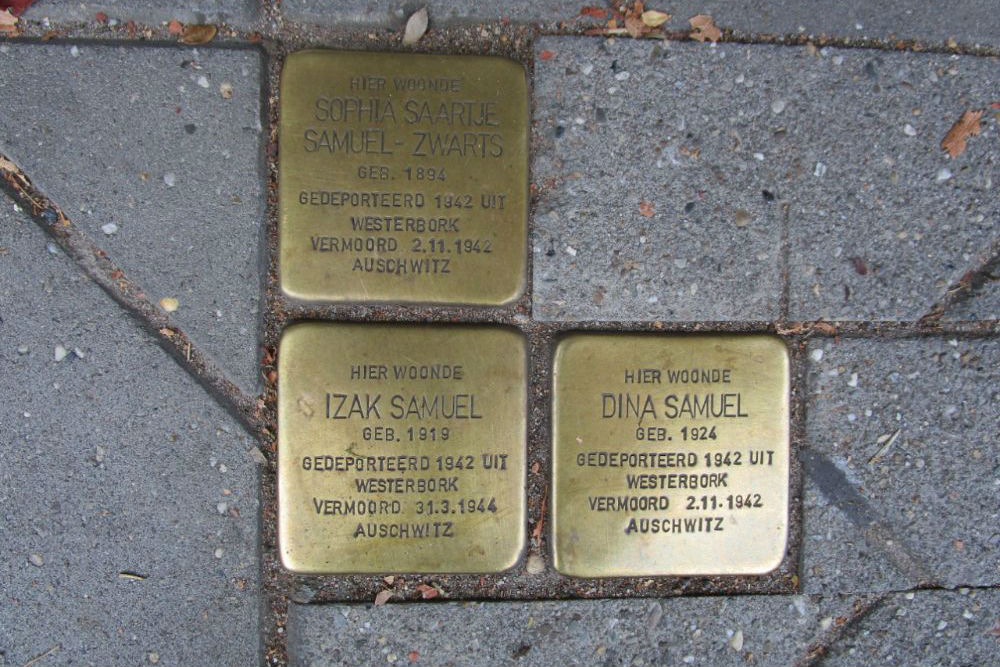 HIER WOONDE
SOPHIA SAARTJE
SAMUEL-ZWARTS
GEB. 1894
GEDEPORTEERD 1942 UIT
WESTERBORK
VERMOORD 2.11.1942
AUSCHWITZ
HIER WOONDE
IZAK SAMUEL
GEB. 1919
GEDEPORTEERD 1942 UIT
WESTERBORK
VERMOORD 31.3.1944
AUSCHWITZ
HIER WOONDE
DINA SAMUEL
GEB. 1924
GEDEPORTEERD 1942 UIT
WESTERBORK
VERMOORD 2.11.1942
AUSCHWITZ